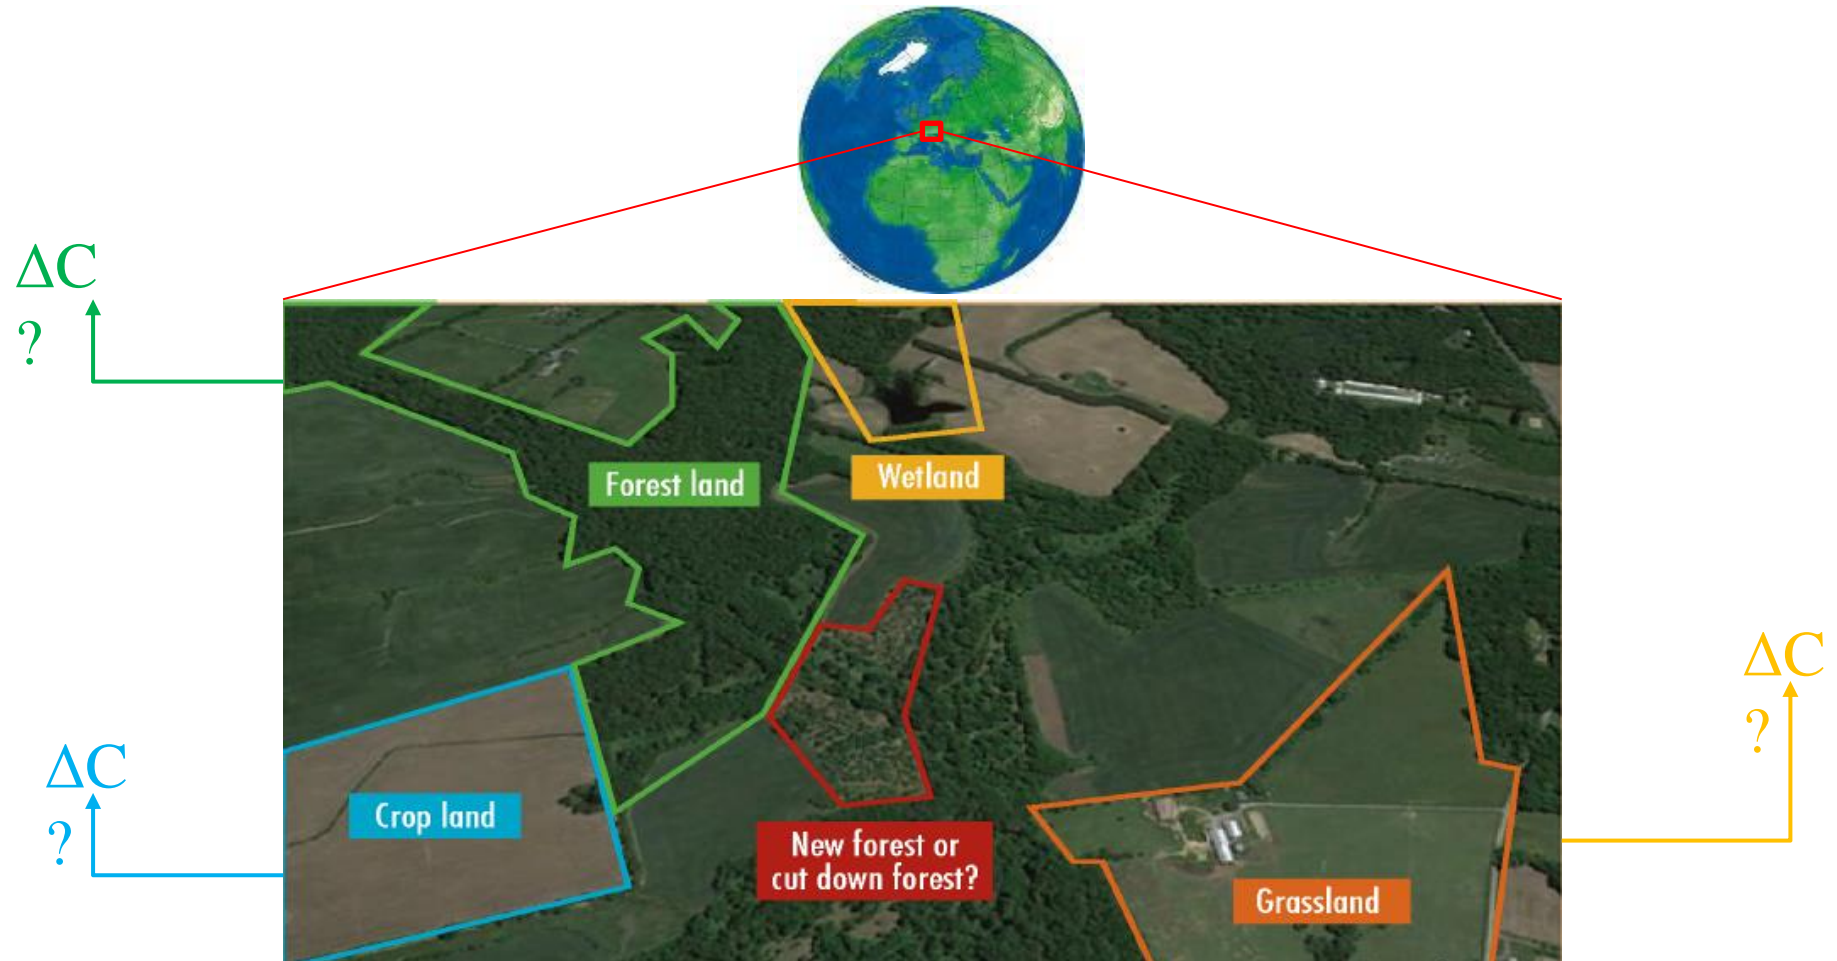 ΔC
?
Forest land
Wetland
ΔC
?
ΔC
?
Crop land
New forest or
cut down forest?
Grassland